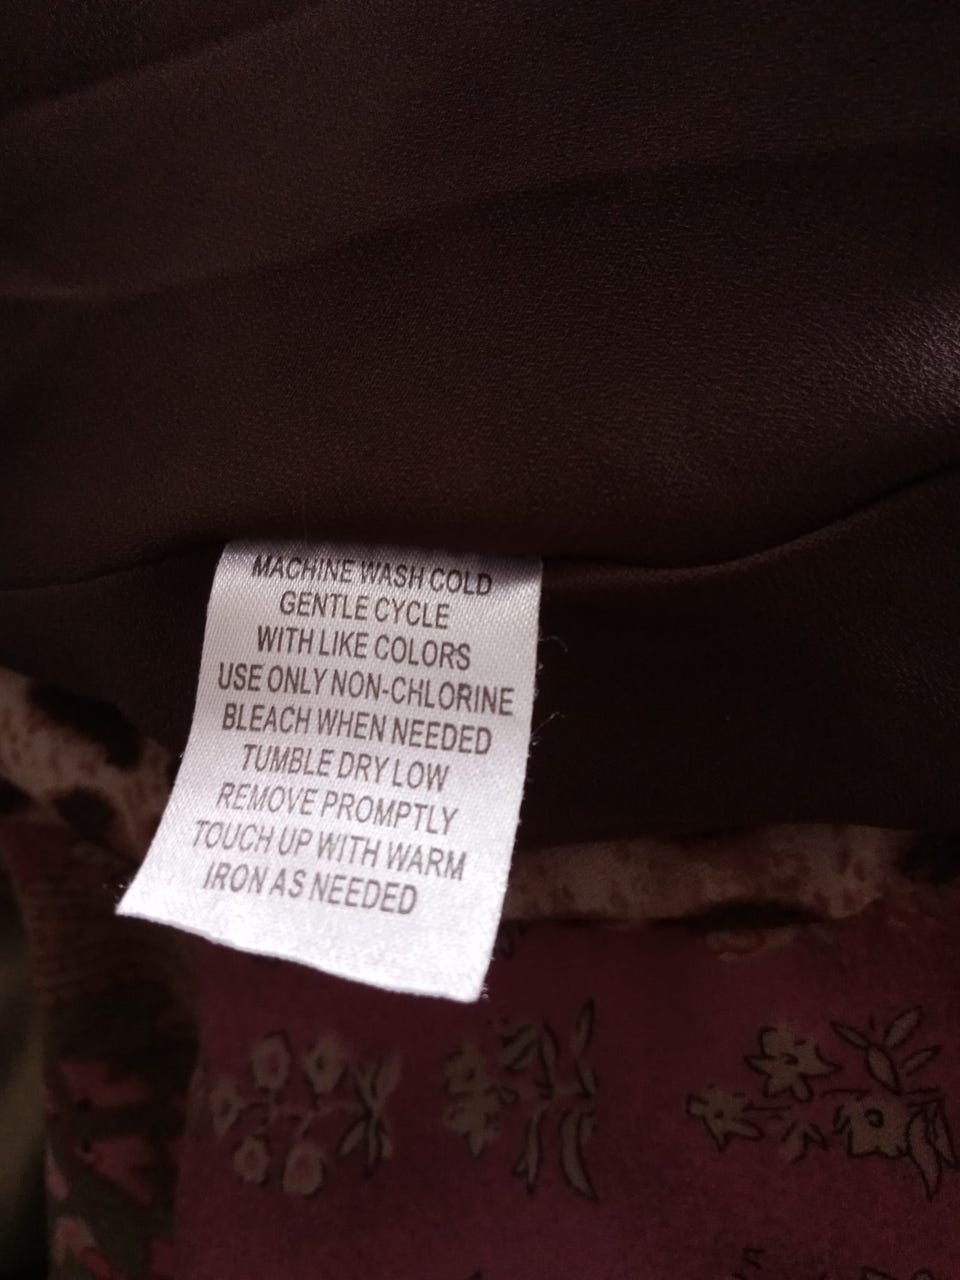 MACHINE WASH COLD
GENTLE CYCLE
WITH LIKE COLORS
USE ONLY NON-CHLORINE
BLEACH WHEN NEEDED
TUMBLE DRY LOW
REMOVE PROMPTLY
TOUCH UP WITH WARM
IRON AS NEEDED